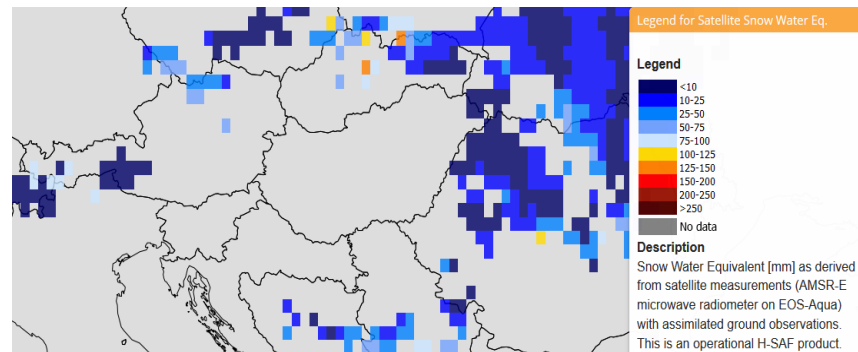 Legend for Satellite Snow Water Eq.
Legend
<10
10-25
25-50
50-75
75-100
100-125
125-150
150-200
200-250
>250
No data
Description
Snow Water Equivalent [mm] as derived
from satellite measurements (AMSR-E
microwave radiometer on EOS-Aqua)
with assimilated ground observations.
This is an operational H-SAF product.